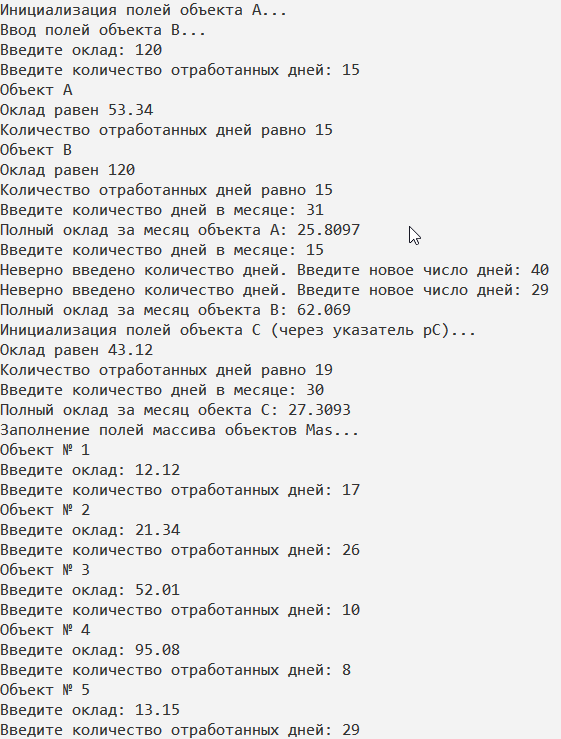 Инициализация полей объекта A...
Ввод полей объекта B...
Введите оклад: 120
Введите количество отработанных дней: 15
Объект A
Оклад равен 53.34
Количество отработанных дней равно 15
Объект B
Оклад равен 120
Количество отработанных дней равно 15
Введите количество дней в месяце: 31
Полный оклад за месяц объекта A: 25.8097
Введите количество дней в месяце: 15
Неверно введено количество дней. Введите новое число дней: 40
Неверно введено количество дней. Введите новое число дней: 29
Полный оклад за месяц объекта B: 62.069
Инициализация полей объекта C (через указатель pC)...
Оклад равен 43.12
Количество отработанных дней равно 19
Введите количество дней в месяце: 30
Полный оклад за месяц обекта C: 27.3093
Заполнение полей массива объектов Mas...
Объект № 1
Введите оклад: 12.12
Введите количество отработанных дней: 17
Объект № 2
Введите оклад: 21.34
Введите количество отработанных дней: 26
Объект № 3
Введите оклад: 52.01
Введите количество отработанных дней: 10
Объект № 4
Введите оклад: 95.08
Введите количество отработанных дней: 8
Объект № 5
Введите оклад: 13.15
Введите количество отработанных дней: 29